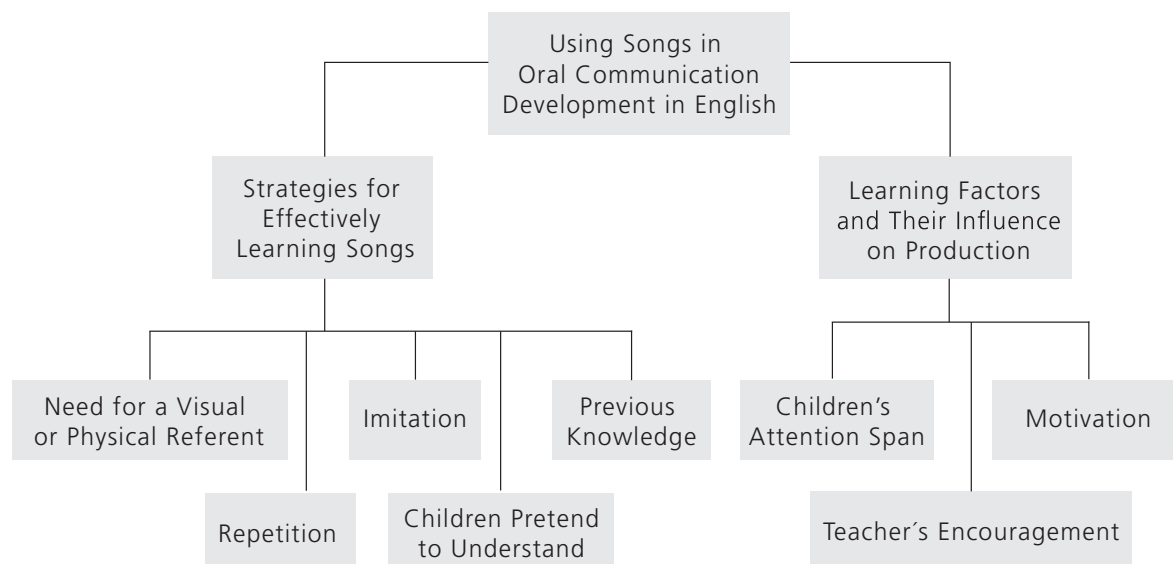 Using Songs in
Oral Communication
Development in English
Strategies for
Effectively
Learning Songs
Learning Factors
and Their Influence
on Production
Need for a Visual
or Physical Referent
Imitation
Previous
Knowledge
Children's
Attention Span
Motivation
Repetition
Children Pretend
to Understand
Teacher´s Encouragement